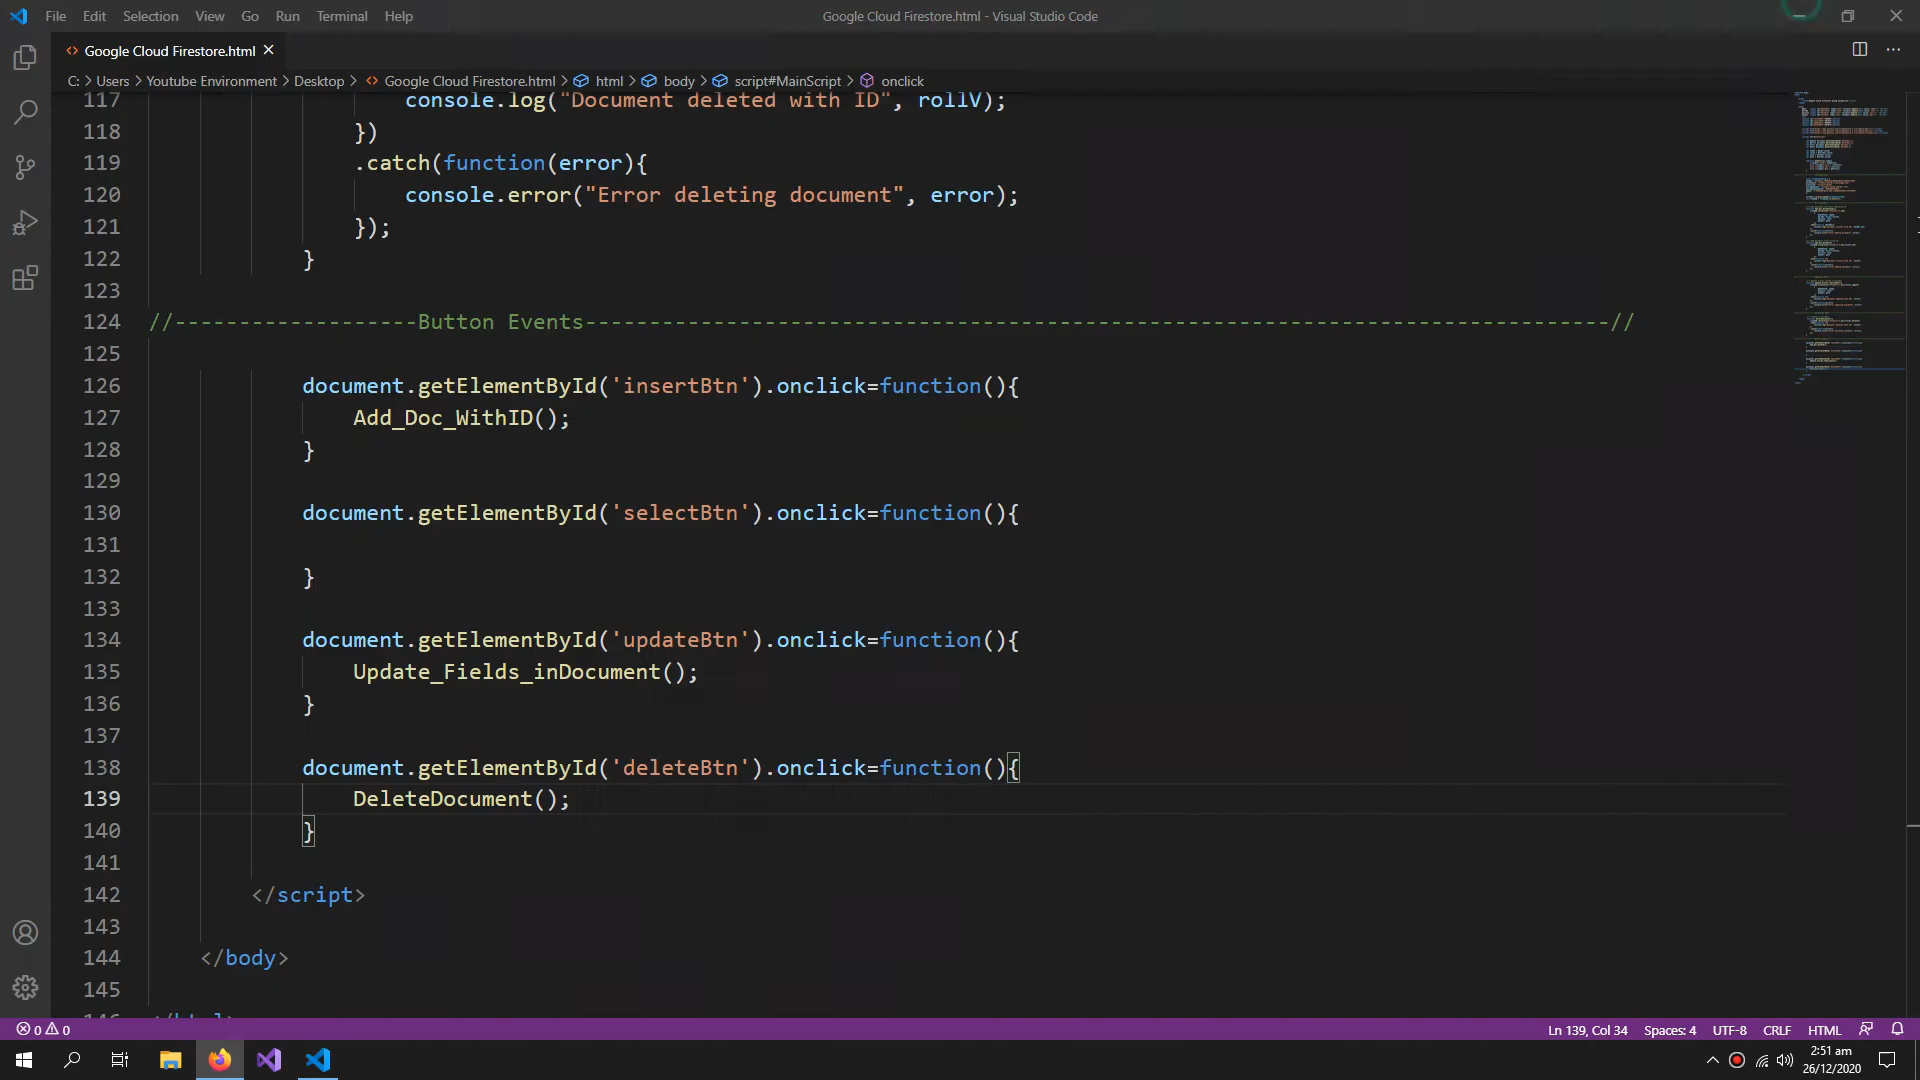 File Edit Selection View Go Run Terminal Help
Google Cloud Firestore.html - Visual Studio Code
<> Google Cloud Firestore.html ×
C: > Users > Youtube Environment > Desktop > <> Google Cloud Firestore.html > html > body > script#MainScript > onclick
117 console.log("Document deleted with ID", rollV);
118 })
119 .catch(function(error){
120 console.error("Error deleting document", error);
121 });
122 }
123
124 //-------------------Button Events--------------------------------------------------------------------------------//
125
126 document.getElementById('insertBtn').onclick=function(){
127 Add_Doc_WithID();
128 }
129
130 document.getElementById('selectBtn').onclick=function(){
131
132 }
133
134 document.getElementById('updateBtn').onclick=function(){
135 Update_Fields_inDocument();
136 }
137
138 document.getElementById('deleteBtn').onclick=function(){
139 DeleteDocument();
140 }
141
142 </script>
143
144 </body>
145
0 0 Ln 139, Col 34 Spaces: 4 UTF-8 CRLF HTML
2:51 am
26/12/2020